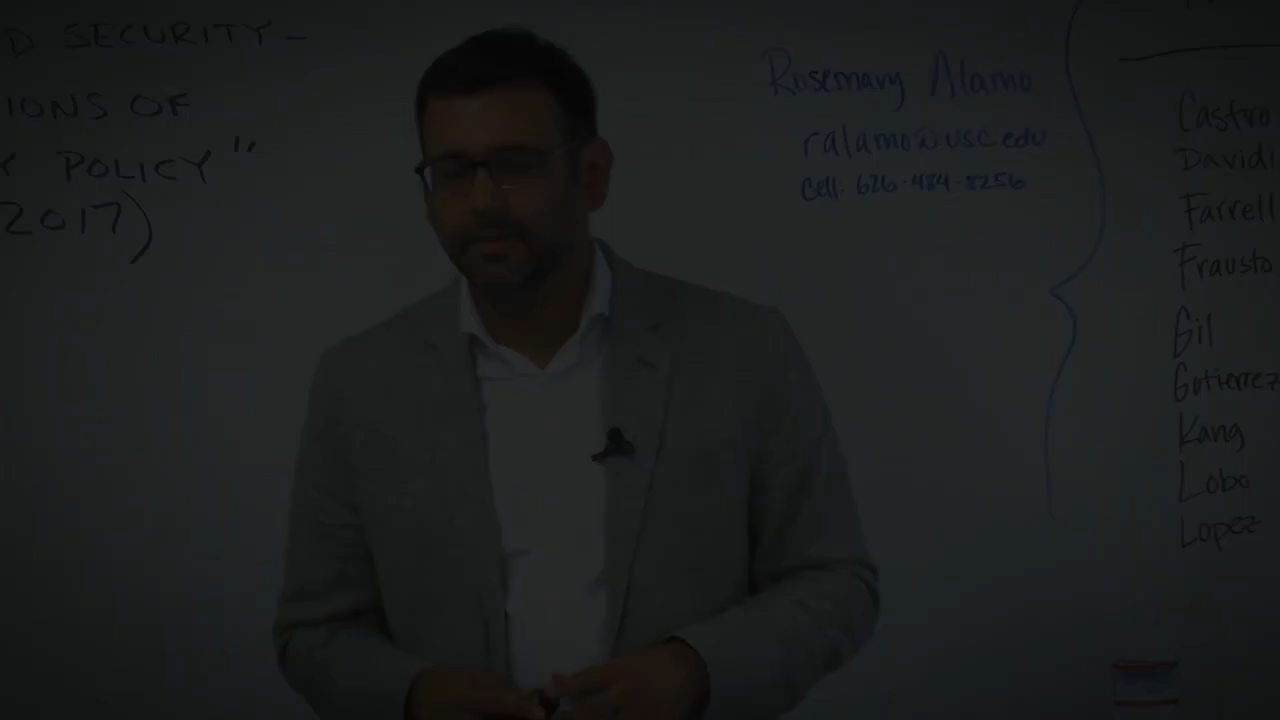 D SECURITY -
IONS OF
Y POLICY"
2017)
Rosemary Alamo
ralamo@usc.edu
Cell. 626-484-8256
Castro
Davidi
Farrell
Frausto
Gil
Gutierrez
Kang
Lobo
Lopez